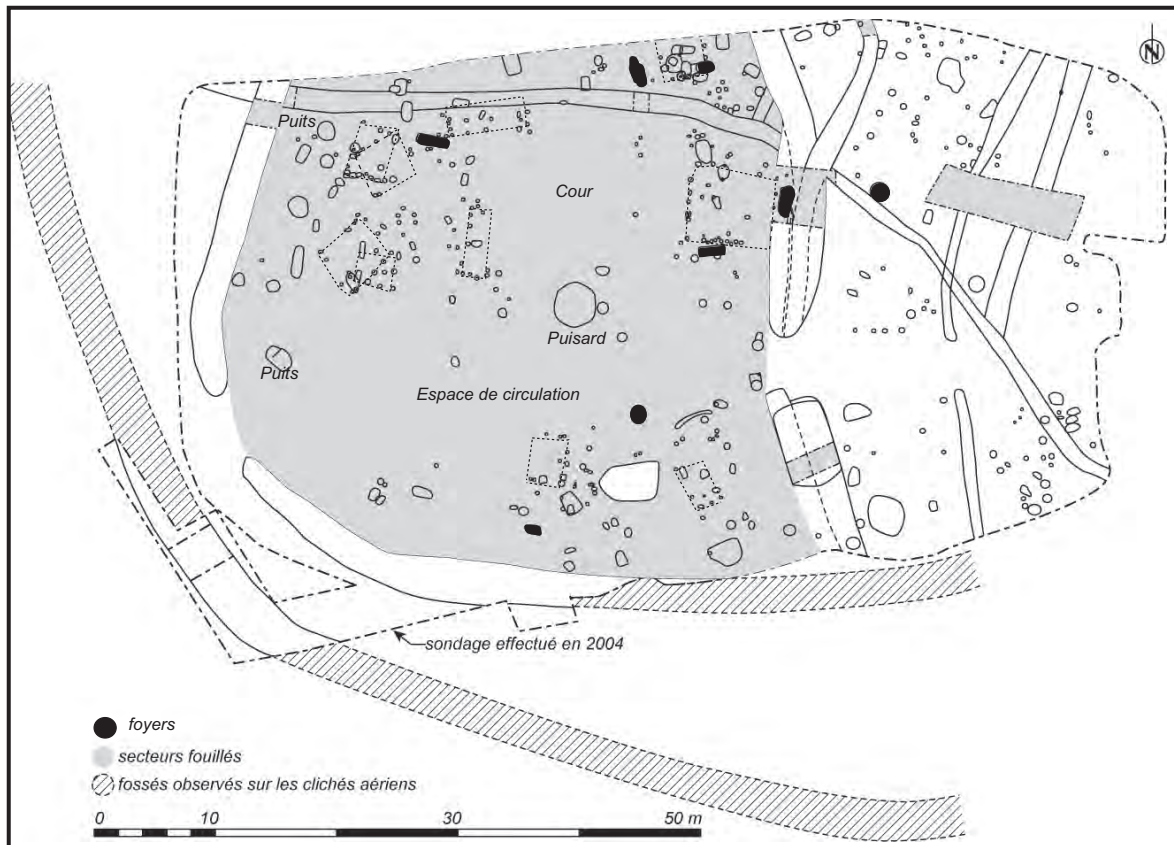 N
Puits
Cour
Puisard
Puits
Espace de circulation
sondage effectué en 2004
foyers
secteurs fouillés
fossés observés sur les clichés aériens
0 10 30 50 m